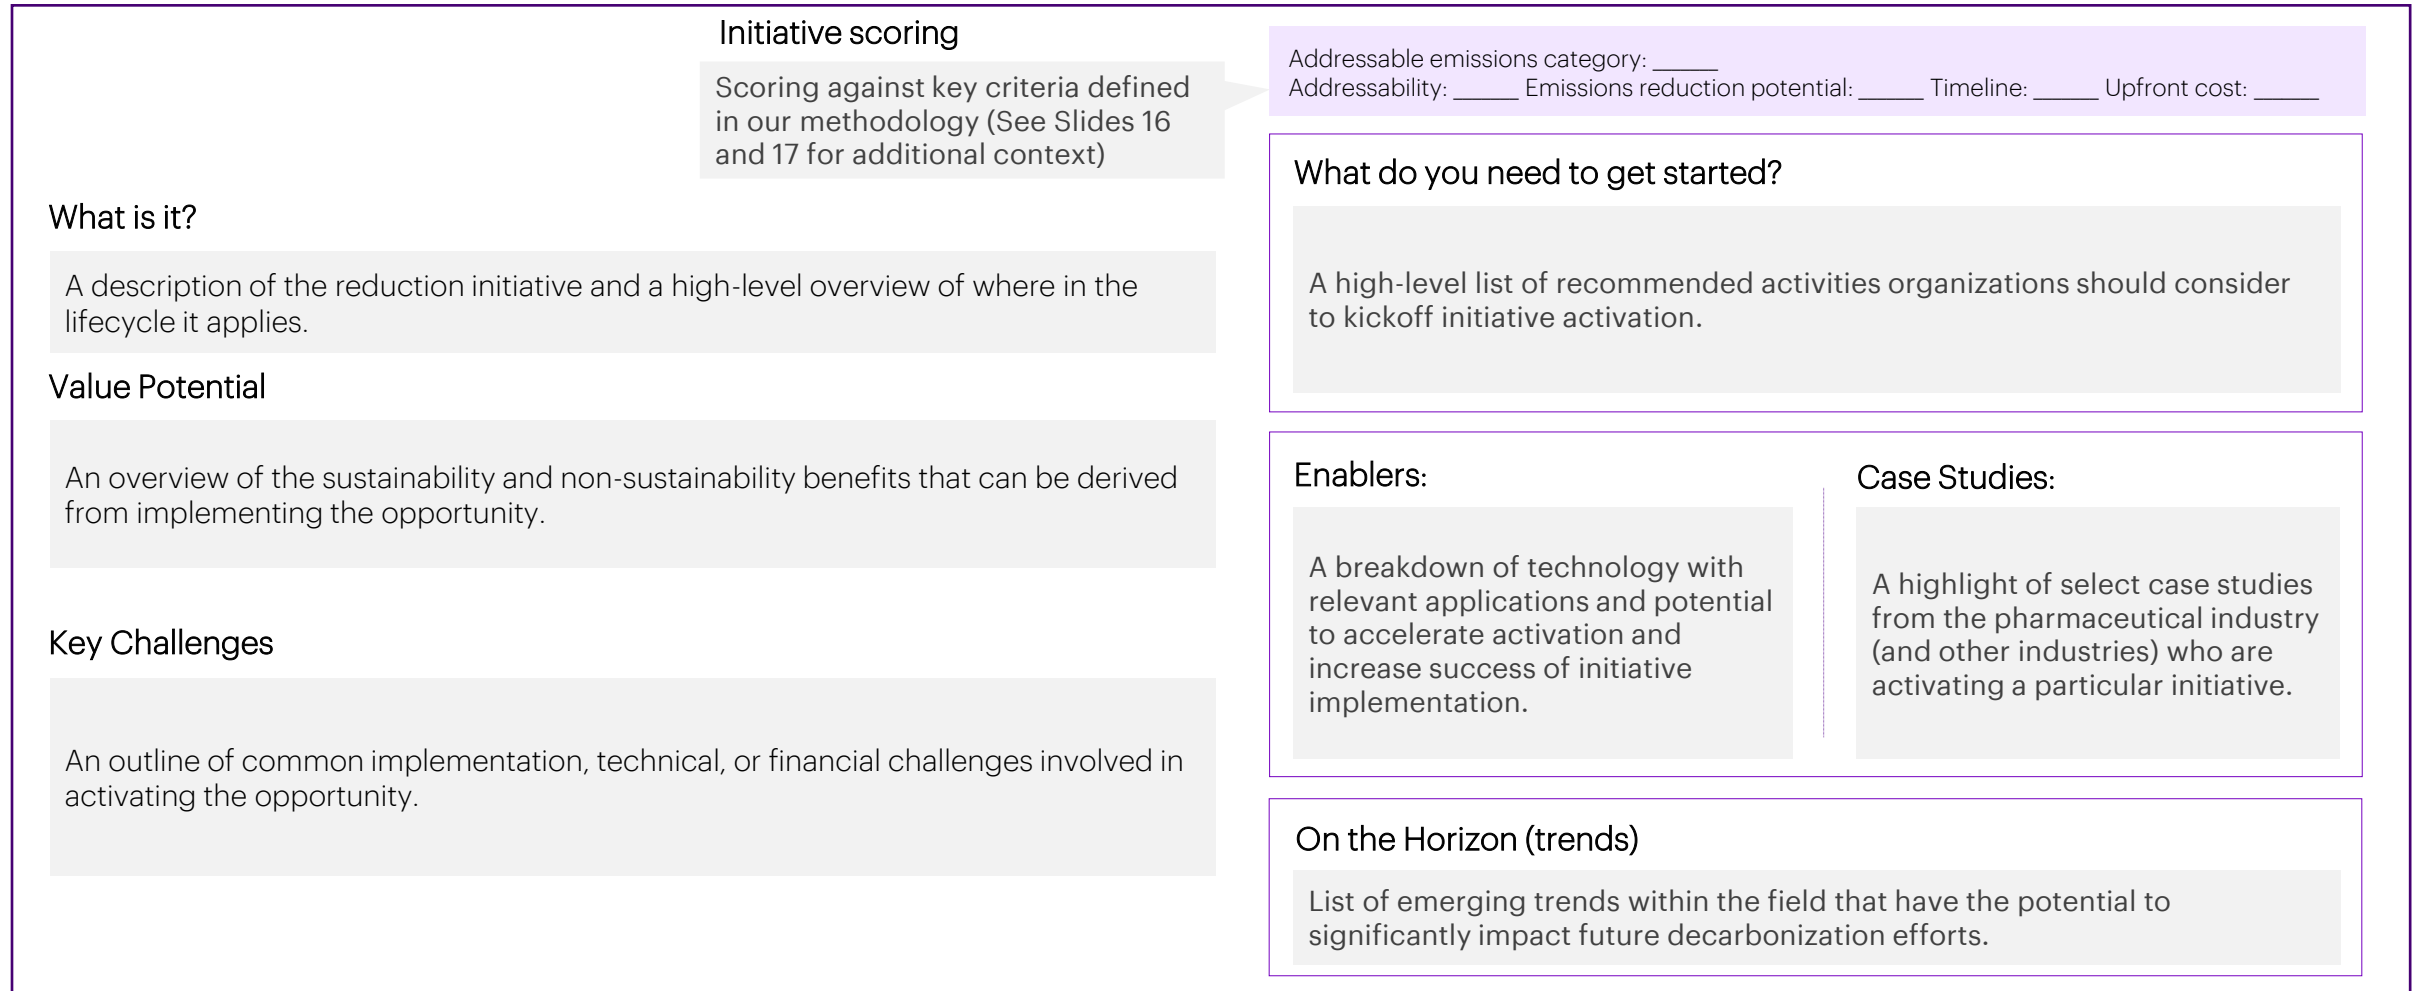 Initiative scoring
Scoring against key criteria defined
in our methodology (See Slides 16
and 17 for additional context)
Addressable emissions category: _____
Addressability: _____ Emissions reduction potential: _____ Timeline: _____ Upfront cost: _____
What is it?
A description of the reduction initiative and a high-level overview of where in the
lifecycle it applies.
Value Potential
An overview of the sustainability and non-sustainability benefits that can be derived
from implementing the opportunity.
Key Challenges
An outline of common implementation, technical, or financial challenges involved in
activating the opportunity.
What do you need to get started?
A high-level list of recommended activities organizations should consider
to kickoff initiative activation.
Enablers:
A breakdown of technology with
relevant applications and potential
to accelerate activation and
increase success of initiative
implementation.
Case Studies:
A highlight of select case studies
from the pharmaceutical industry
(and other industries) who are
activating a particular initiative.
On the Horizon (trends)
List of emerging trends within the field that have the potential to
significantly impact future decarbonization efforts.